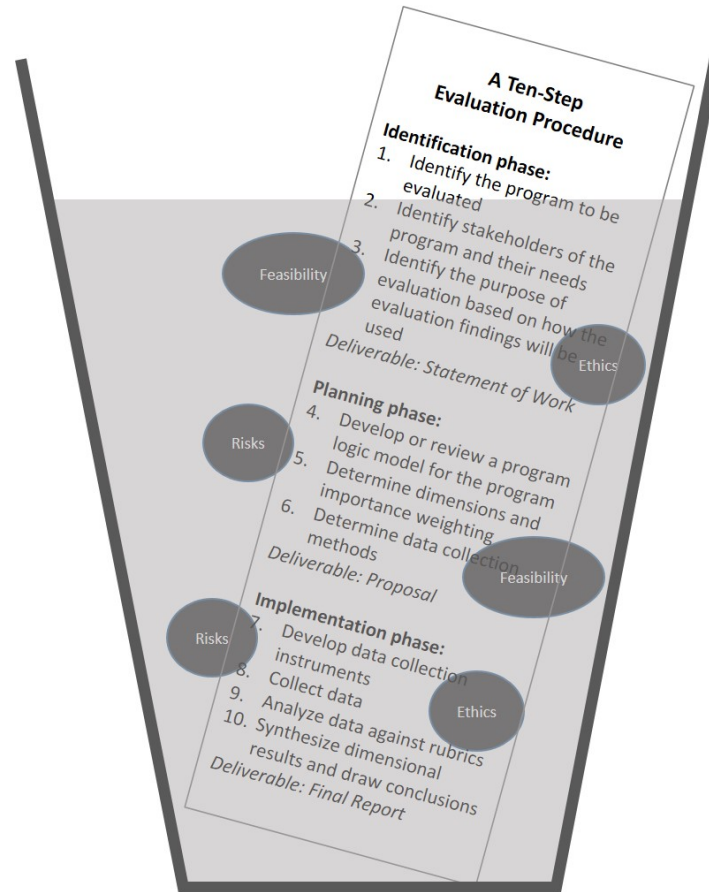 A Ten-Step
Evaluation Procedure
Identification phase:
1. Identify the program to be
evaluated
2. Identify stakeholders of the
program and their needs
3. Identify the purpose of
evaluation based on how the
evaluation findings will be
used
Deliverable: Statement of Work
Planning phase:
4. Develop or review a program
logic model for the program
5. Determine dimensions and
importance weighting
6. Determine data collection
methods
Deliverable: Proposal
Implementation phase:
7. Develop data collection
instruments
8. Collect data
9. Analyze data against rubrics
10. Synthesize dimensional
results and draw conclusions
Deliverable: Final Report
Feasibility
Ethics
Risks
Feasibility
Risks
Ethics